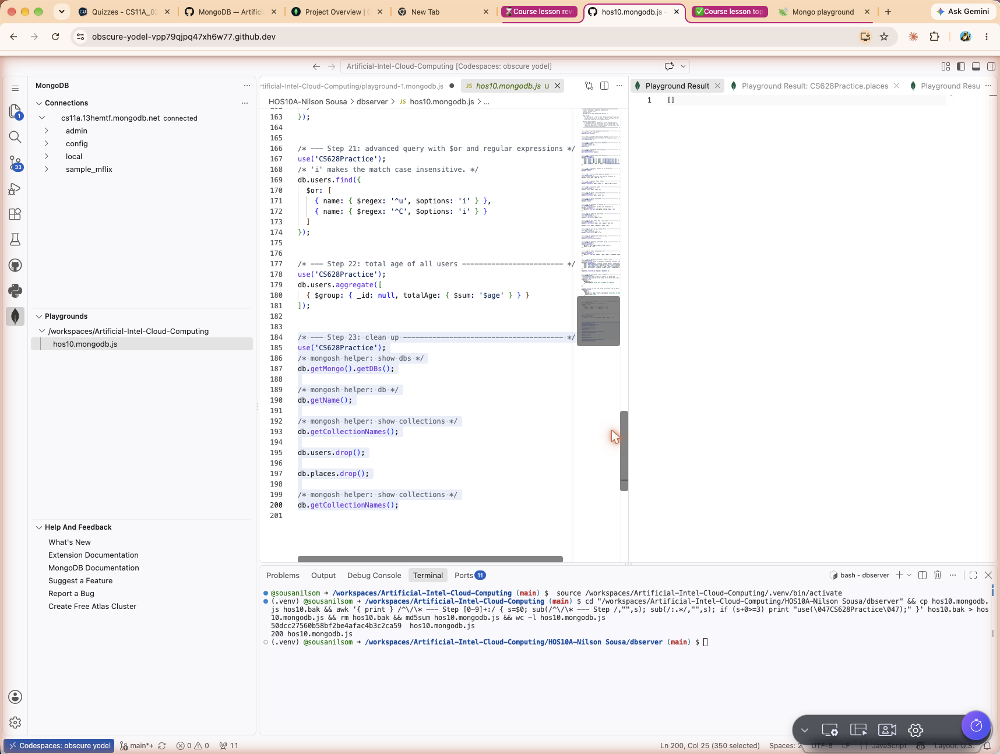 Quizzes - CS11A_02
MongoDB — Artific
Project Overview |
New Tab
⌛Course lesson rev
hos10.mongodb.js -
✅Course lesson top
Mongo playground
Ask Gemini
obscure-yodel-vpp79qjpq47xh6w77.github.dev
Artificial-Intel-Cloud-Computing [Codespaces: obscure yodel]
MongoDB
Connections
cs11a.13hemtf.mongodb.net connected
admin
config
local
sample_mflix
Playgrounds
/workspaces/Artificial-Intel-Cloud-Computing
hos10.mongodb.js
Help And Feedback
What's New
Extension Documentation
MongoDB Documentation
Suggest a Feature
Report a Bug
Create Free Atlas Cluster
1
33
rtificial-Intel-Cloud-Computing/playground-1.mongodb.js
JS hos10.mongodb.js U
HOS10A-Nilson Sousa > dbserver > JS hos10.mongodb.js > ...
163 });
164
165
166 /* --- Step 21: advanced query with $or and regular expressions */
167 use('CS628Practice');
168 /* 'i' makes the match case insensitive. */
169 db.users.find({
170 $or: [
171 { name: { $regex: '^u', $options: 'i' } },
172 { name: { $regex: '^C', $options: 'i' } }
173 ]
174 });
175
176
177 /* --- Step 22: total age of all users ------------------------ */
178 use('CS628Practice');
179 db.users.aggregate([
180 { $group: { _id: null, totalAge: { $sum: '$age' } } }
181 ]);
182
183
184 /* --- Step 23: clean up -------------------------------------- */
185 use('CS628Practice');
186 /* mongosh helper: show dbs */
187 db.getMongo().getDBs();
188
189 /* mongosh helper: db */
190 db.getName();
191
192 /* mongosh helper: show collections */
193 db.getCollectionNames();
194
195 db.users.drop();
196
197 db.places.drop();
198
199 /* mongosh helper: show collections */
200 db.getCollectionNames();
201
Playground Result
Playground Result: CS628Practice.places
Playground Resu
1 []
Problems Output Debug Console Terminal Ports 11
bash - dbserver
@sousanilsom → /workspaces/Artificial-Intel-Cloud-Computing (main) $ source /workspaces/Artificial-Intel-Cloud-Computing/.venv/bin/activate
(.venv) @sousanilsom → /workspaces/Artificial-Intel-Cloud-Computing (main) $ cd "/workspaces/Artificial-Intel-Cloud-Computing/HOS10A-Nilson Sousa/dbserver" && cp hos10.mongodb.
js hos10.bak && awk '{ print } /^\/\* --- Step [0-9]+:/ { s=$0; sub(/^\/\* --- Step /,"",s); sub(/:.*/,"",s); if (s+0>=3) print "use(\047CS628Practice\047);" }' hos10.bak > hos
10.mongodb.js && rm hos10.bak && md5sum hos10.mongodb.js && wc -l hos10.mongodb.js
50dcc27560b58bf2be4afac4b3c2ca59 hos10.mongodb.js
200 hos10.mongodb.js
(.venv) @sousanilsom → /workspaces/Artificial-Intel-Cloud-Computing/HOS10A-Nilson Sousa/dbserver (main) $
Codespaces: obscure yodel
main*+
0 0
11
Ln 200, Col 25 (350 selected)
Spaces: 2
UTF-8
LF
{ } JavaScript
Layout: U.S.